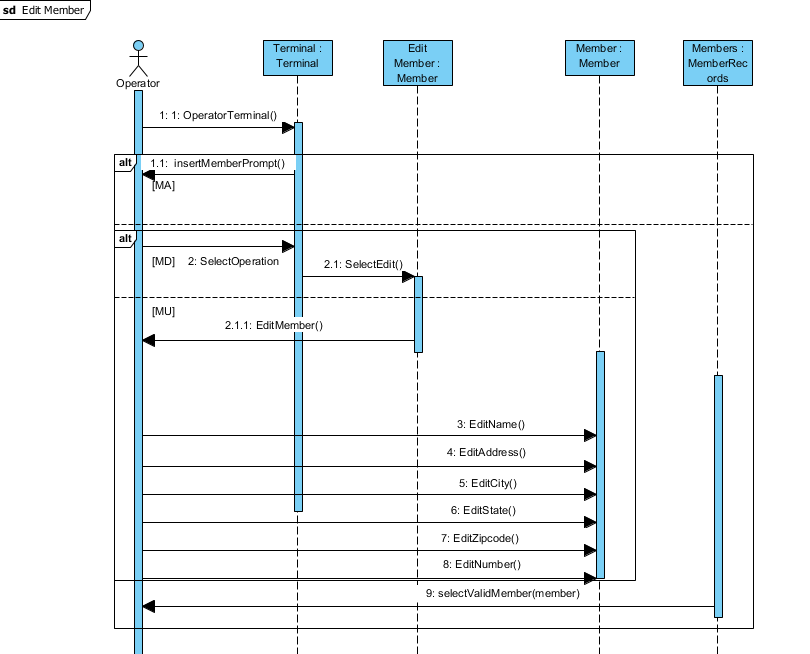 sd Edit Member
Operator
Terminal :
Terminal
Edit
Member :
Member
Member :
Member
Members :
MemberRec
ords
1: 1: OperatorTerminal()
alt
1.1: insertMemberPrompt()
[MA]
alt
[MD]
2: SelectOperation
2.1: SelectEdit()
[MU]
2.1.1: EditMember()
3: EditName()
4: EditAddress()
5: EditCity()
6: EditState()
7: EditZipcode()
8: EditNumber()
9: selectValidMember(member)